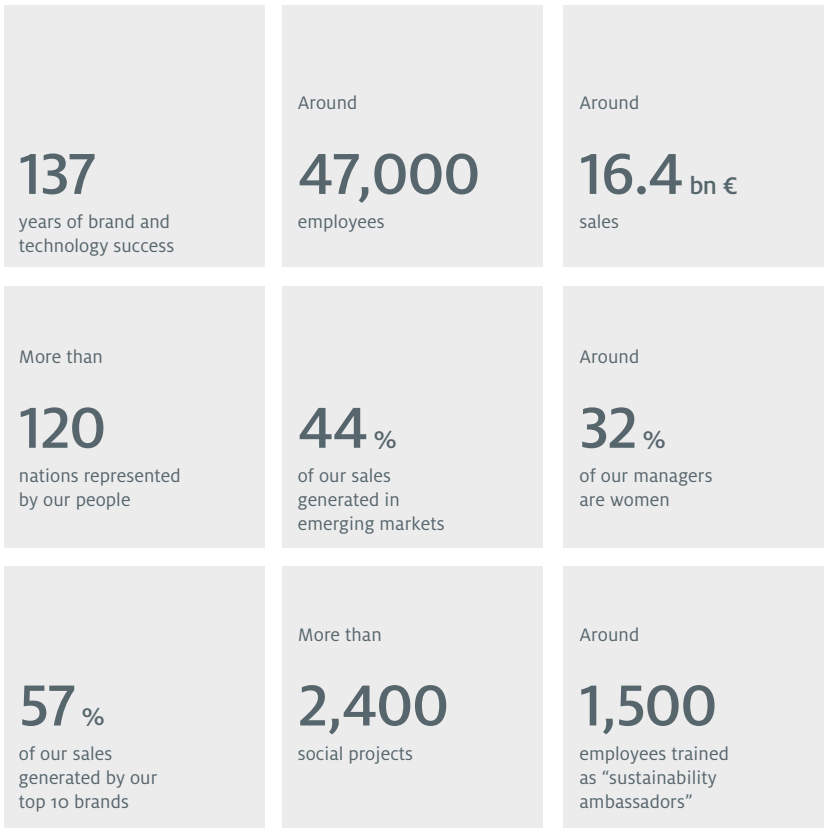 137
years of brand and
technology success
Around
47,000
employees
Around
16.4 bn €
sales
More than
120
nations represented
by our people
44 %
of our sales
generated in
emerging markets
Around
32 %
of our managers
are women
57 %
of our sales
generated by our
top 10 brands
More than
2,400
social projects
Around
1,500
employees trained
as “sustainability
ambassadors”